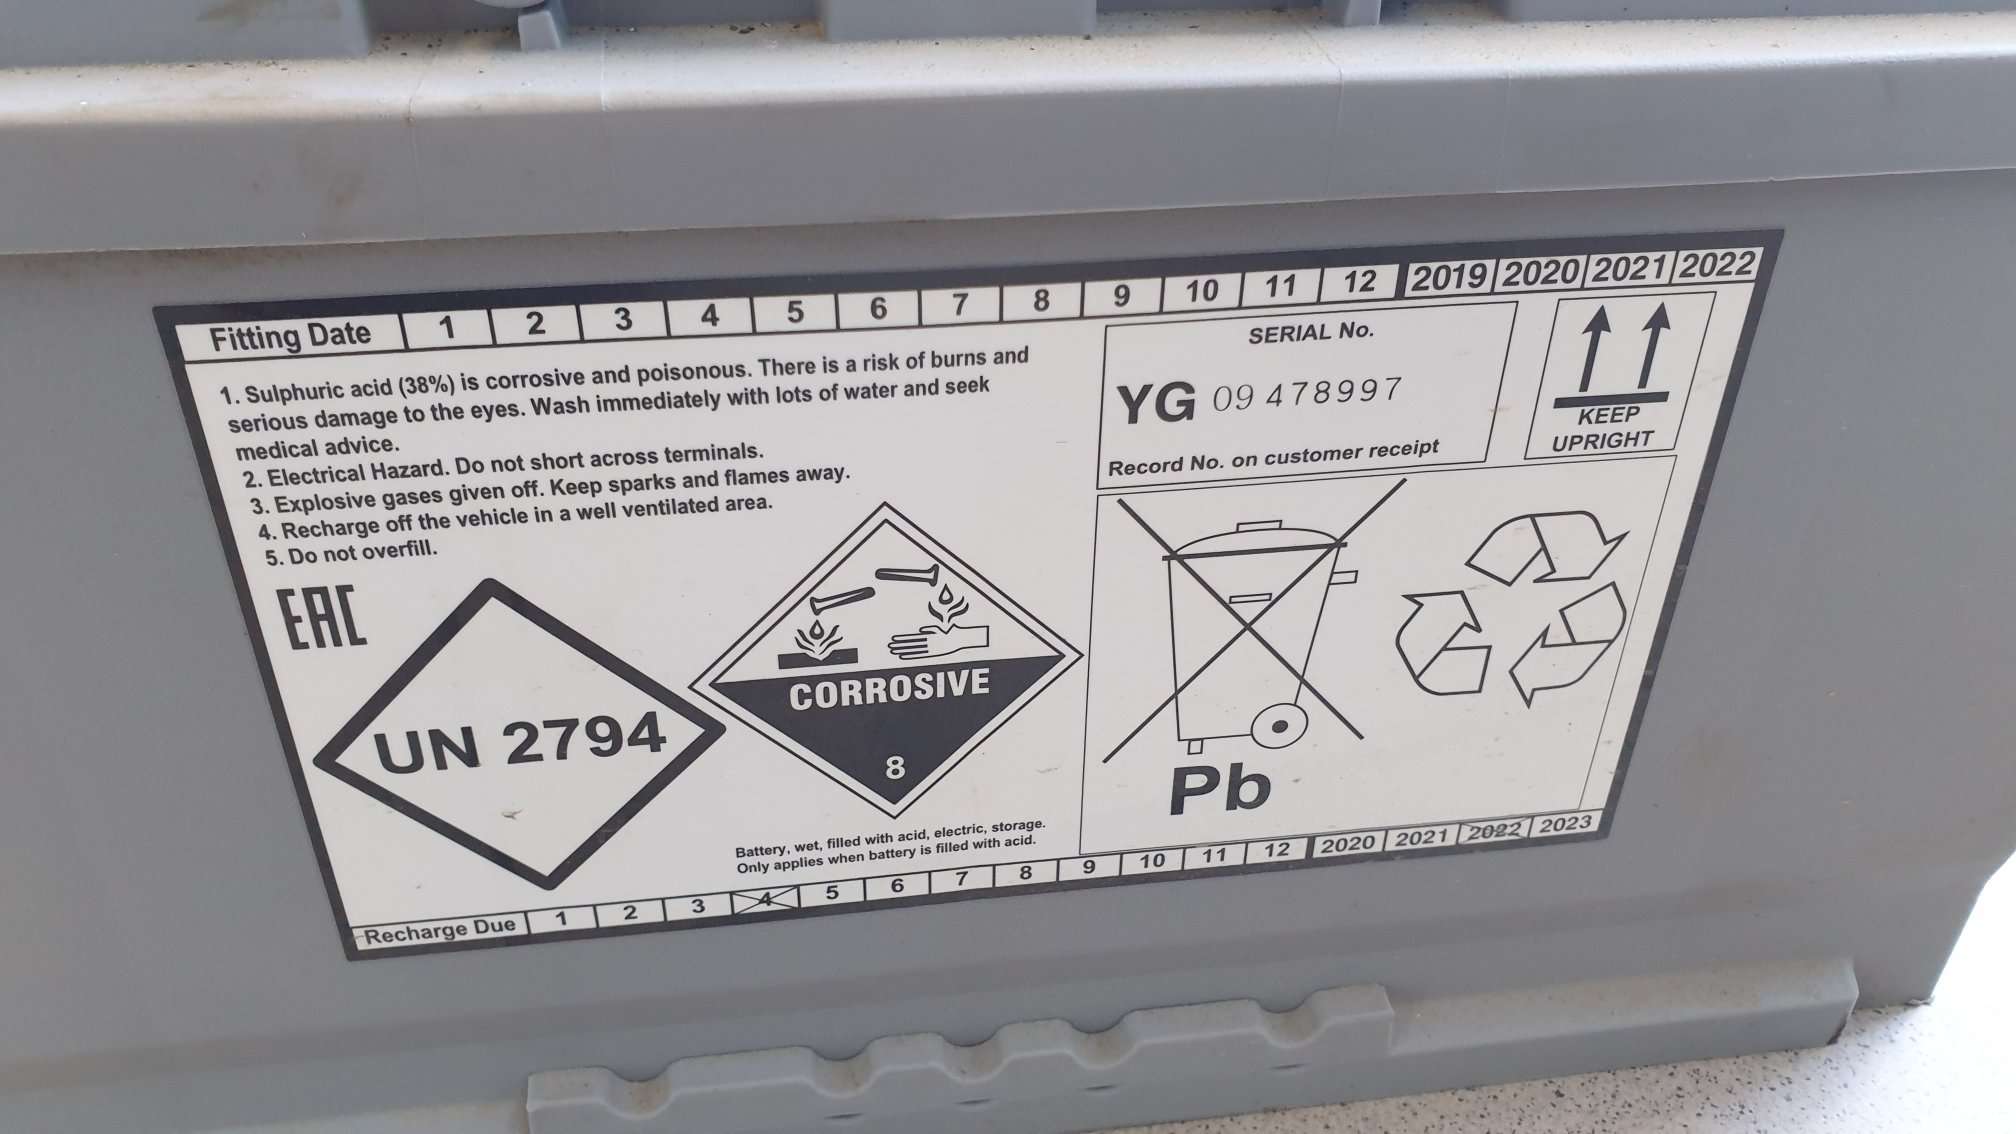 Fitting Date 1 2 3 4 5 6 7 8 9 10 11 12 2019 2020 2021 2022
1. Sulphuric acid (38%) is corrosive and poisonous. There is a risk of burns and
serious damage to the eyes. Wash immediately with lots of water and seek
medical advice.
2. Electrical Hazard. Do not short across terminals.
3. Explosive gases given off. Keep sparks and flames away.
4. Recharge off the vehicle in a well ventilated area.
5. Do not overfill.
SERIAL No.
YG 09 478997
Record No. on customer receipt
KEEP
UPRIGHT
EAC
UN 2794
CORROSIVE
8
Battery, wet, filled with acid, electric, storage.
Only applies when battery is filled with acid.
Pb
Recharge Due 1 2 3 4 5 6 7 8 9 10 11 12 2020 2021 2022 2023